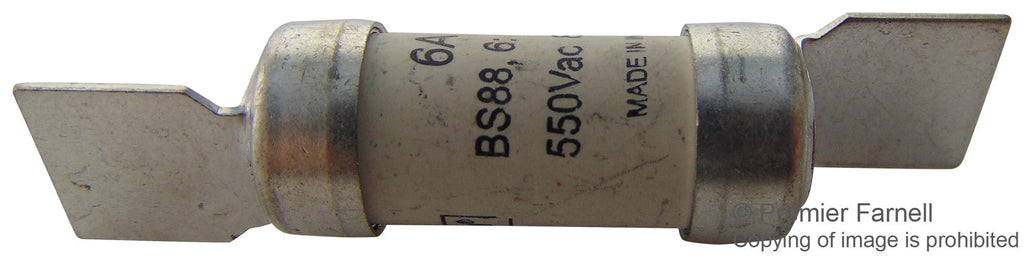 6A
BS88, 6
550Vac
MADE IN
© Premier Farnell
Copying of image is prohibited